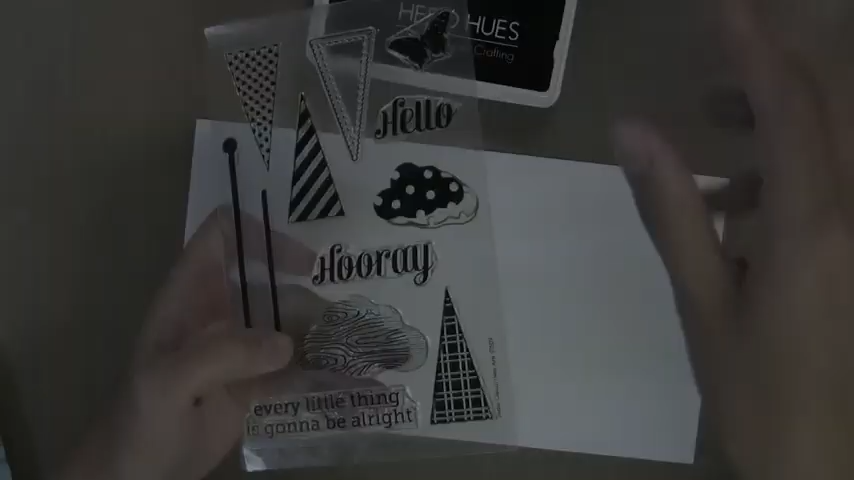 HERO HUES
Crafting
Hello
Hooray
every little thing
is gonna be alright